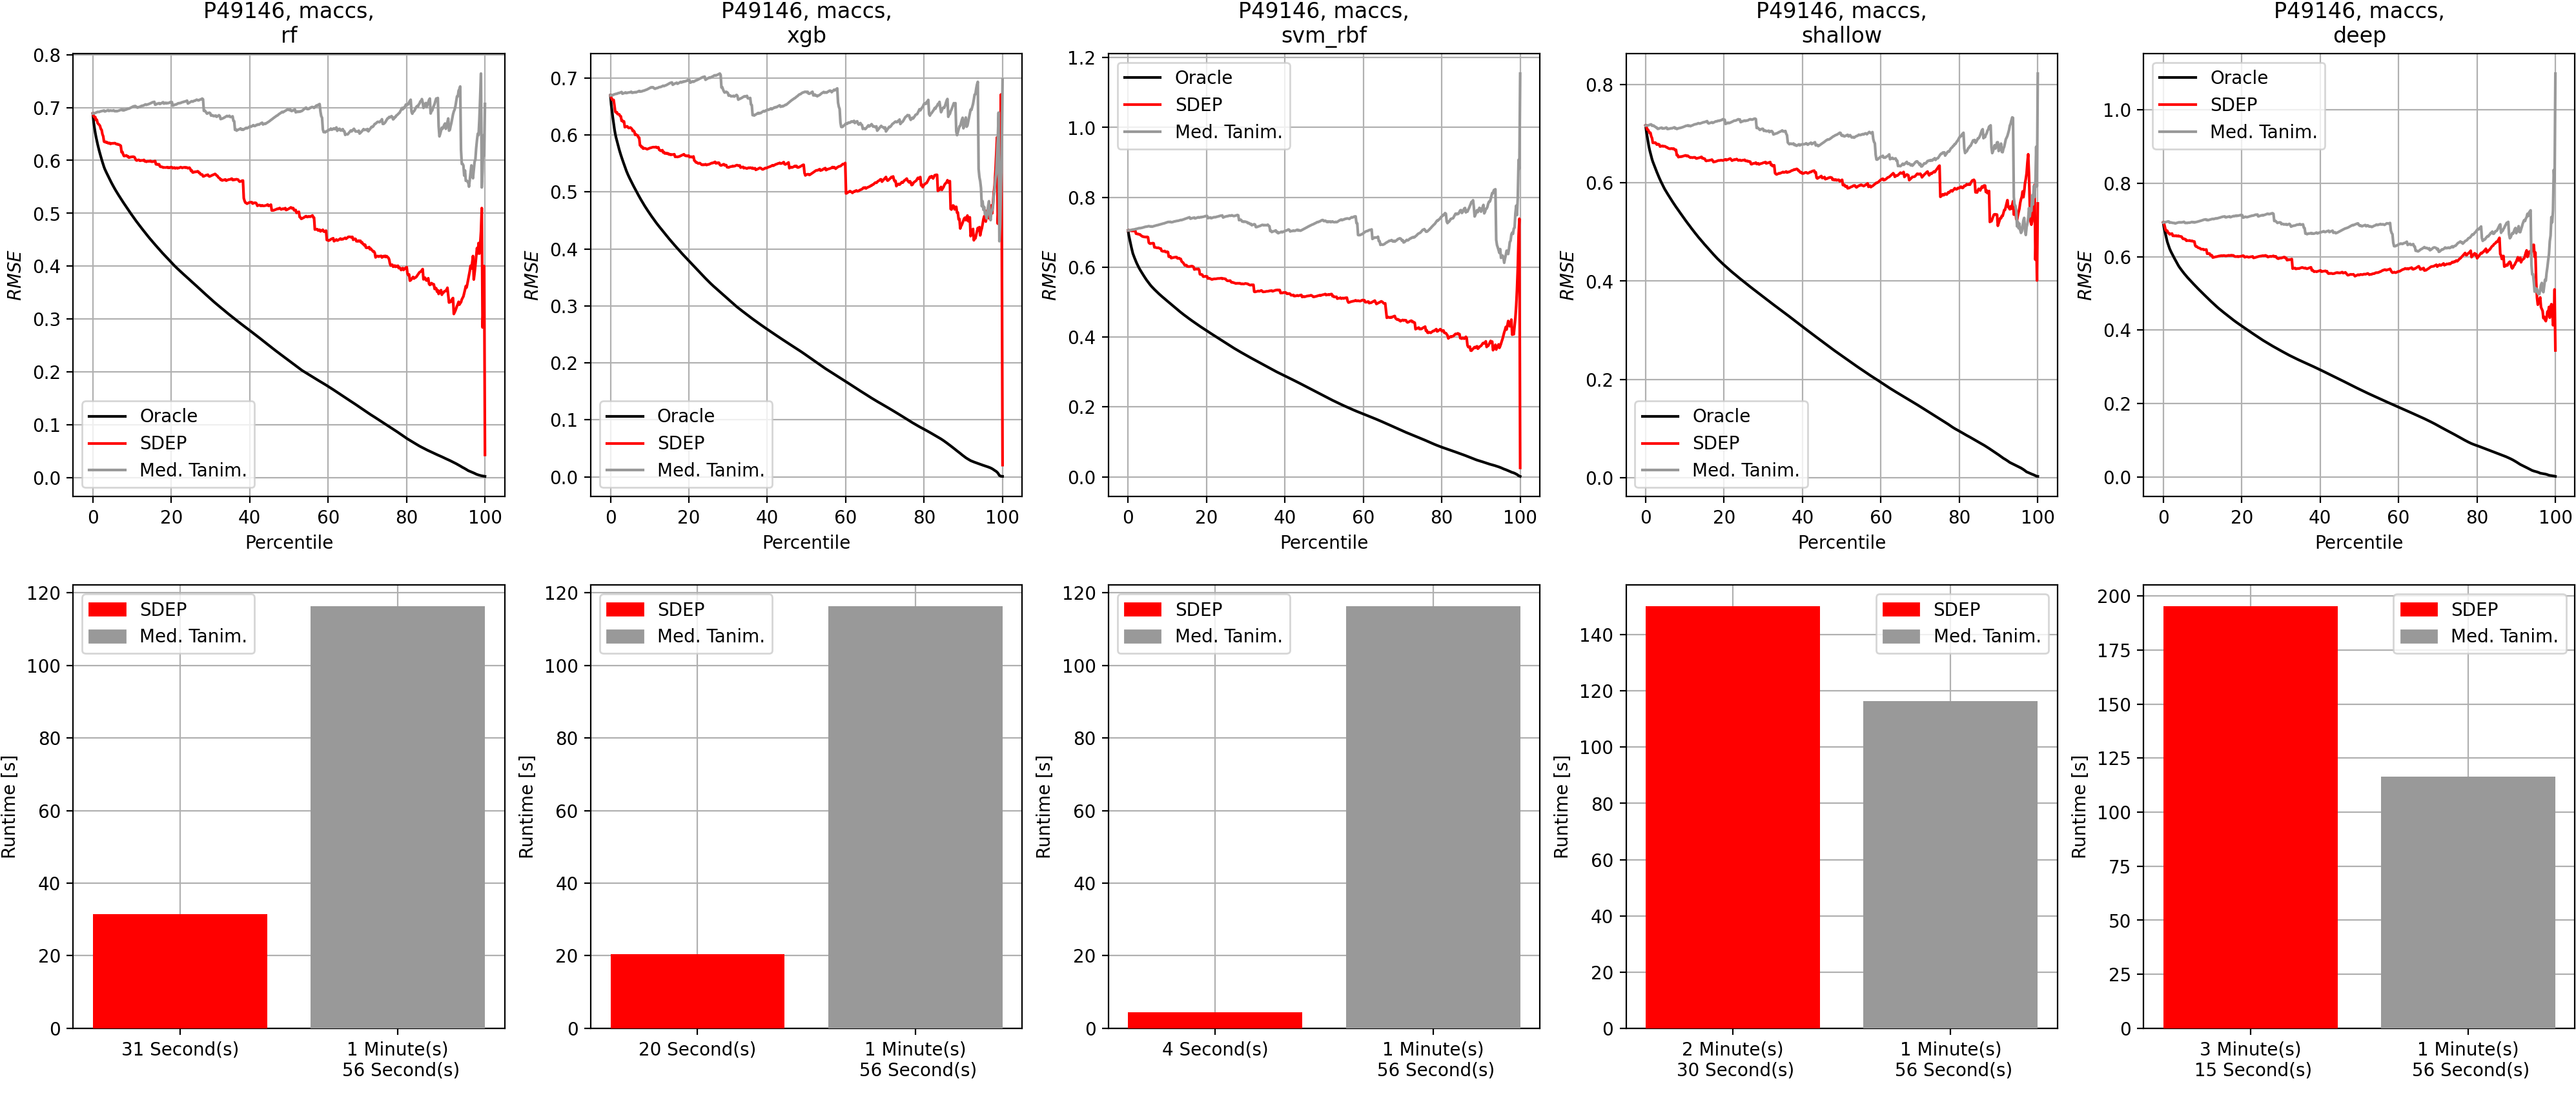 P49146, maccs,
rf
0.8
0.7
0.6
0.5
0.4
0.3
0.2
0.1
0.0
RMSE
Oracle
SDEP
Med. Tanim.
0 20 40 60 80 100
Percentile
P49146, maccs,
xgb
0.7
0.6
0.5
0.4
0.3
0.2
0.1
0.0
RMSE
Oracle
SDEP
Med. Tanim.
0 20 40 60 80 100
Percentile
P49146, maccs,
svm_rbf
1.2
1.0
0.8
0.6
0.4
0.2
0.0
RMSE
Oracle
SDEP
Med. Tanim.
0 20 40 60 80 100
Percentile
P49146, maccs,
shallow
0.8
0.6
0.4
0.2
0.0
RMSE
Oracle
SDEP
Med. Tanim.
0 20 40 60 80 100
Percentile
P49146, maccs,
deep
1.0
0.8
0.6
0.4
0.2
0.0
RMSE
Oracle
SDEP
Med. Tanim.
0 20 40 60 80 100
Percentile
120
100
80
60
40
20
0
Runtime [s]
SDEP
Med. Tanim.
31 Second(s)
1 Minute(s)
56 Second(s)
120
100
80
60
40
20
0
Runtime [s]
SDEP
Med. Tanim.
20 Second(s)
1 Minute(s)
56 Second(s)
120
100
80
60
40
20
0
Runtime [s]
SDEP
Med. Tanim.
4 Second(s)
1 Minute(s)
56 Second(s)
140
120
100
80
60
40
20
0
Runtime [s]
SDEP
Med. Tanim.
2 Minute(s)
30 Second(s)
1 Minute(s)
56 Second(s)
200
175
150
125
100
75
50
25
0
Runtime [s]
SDEP
Med. Tanim.
3 Minute(s)
15 Second(s)
1 Minute(s)
56 Second(s)